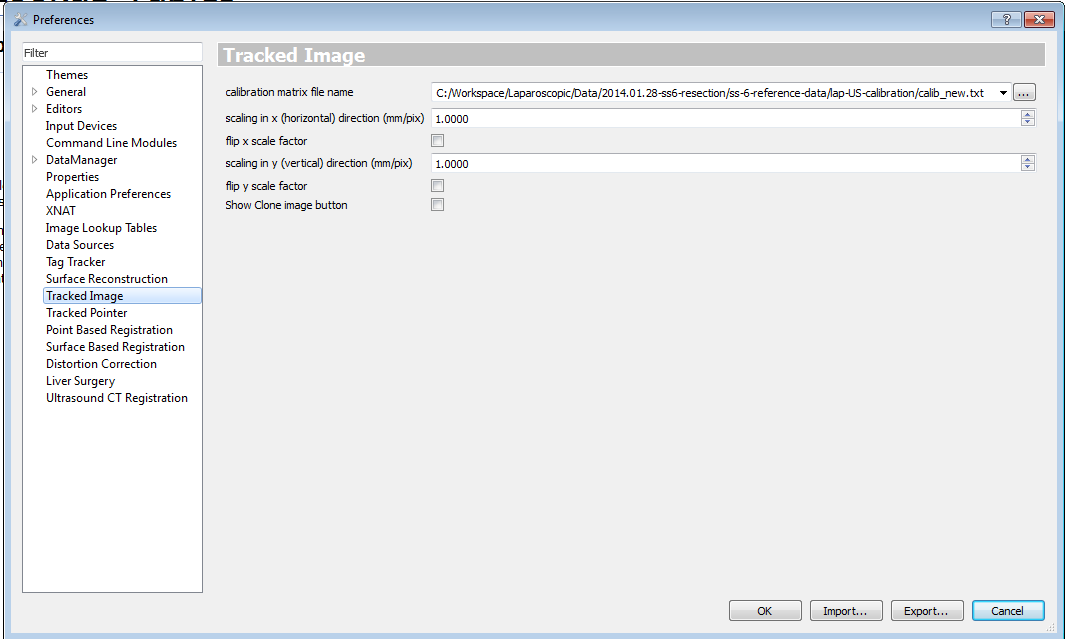 Preferences
Filter
Themes
General
Editors
Input Devices
Command Line Modules
DataManager
Properties
Application Preferences
XNAT
Image Lookup Tables
Data Sources
Tag Tracker
Surface Reconstruction
Tracked Image
Tracked Pointer
Point Based Registration
Surface Based Registration
Distortion Correction
Liver Surgery
Ultrasound CT Registration
Tracked Image
calibration matrix file name C:/Workspace/Laparoscopic/Data/2014.01.28-ss6-resection/ss-6-reference-data/lap-US-calibration/calib_new.txt ...
scaling in x (horizontal) direction (mm/pix) 1.0000
flip x scale factor
scaling in y (vertical) direction (mm/pix) 1.0000
flip y scale factor
Show Clone image button
OK Import... Export... Cancel